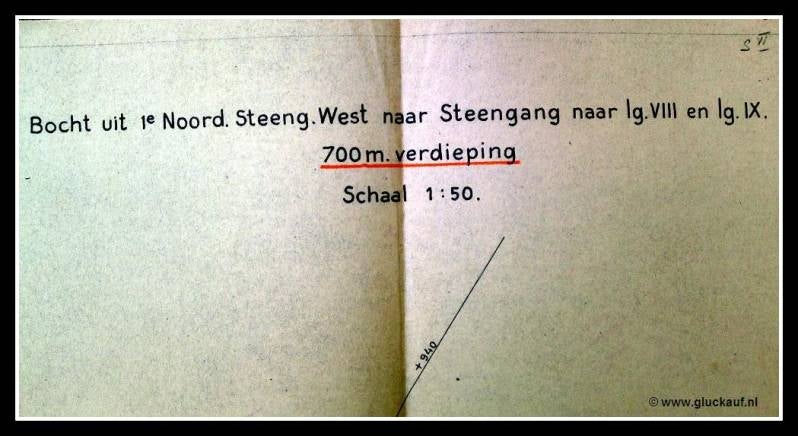 S VI
Bocht uit 1e Noord. Steeng. West naar Steengang naar lg. VIII en lg. IX.
700 m. verdieping
Schaal 1:50.
+940
© www.gluckauf.nl